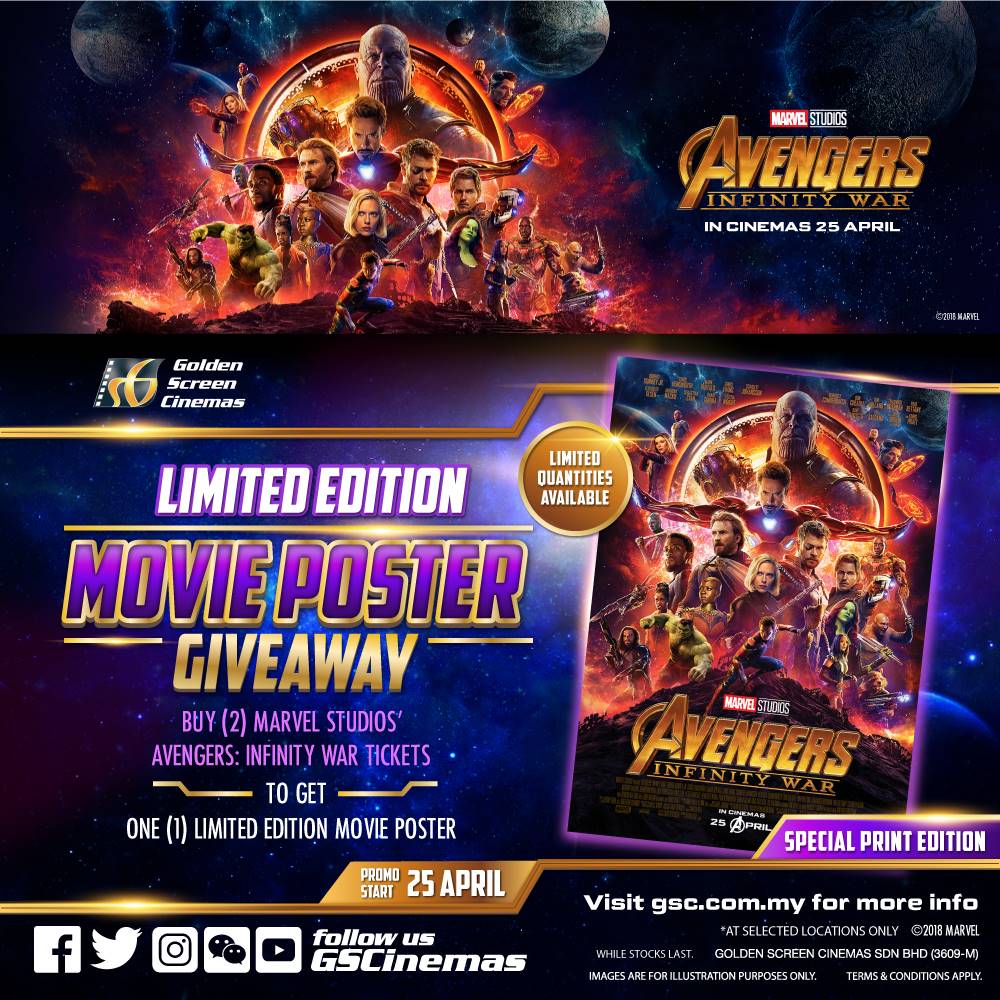 MARVEL STUDIOS
AVENGERS
INFINITY WAR
IN CINEMAS 25 APRIL
©2018 MARVEL
Golden
Screen
Cinemas
LIMITED EDITION
MOVIE POSTER
GIVEAWAY
BUY (2) MARVEL STUDIOS'
AVENGERS: INFINITY WAR TICKETS
TO GET
ONE (1) LIMITED EDITION MOVIE POSTER
PROMO
START
25 APRIL
LIMITED
QUANTITIES
AVAILABLE
MARVEL STUDIOS
AVENGERS
INFINITY WAR
IN CINEMAS
25 APRIL
SPECIAL PRINT EDITION
Visit gsc.com.my for more info
*AT SELECTED LOCATIONS ONLY ©2018 MARVEL
WHILE STOCKS LAST. GOLDEN SCREEN CINEMAS SDN BHD (3609-M)
IMAGES ARE FOR ILLUSTRATION PURPOSES ONLY. TERMS & CONDITIONS APPLY.
follow us
GSCinemas